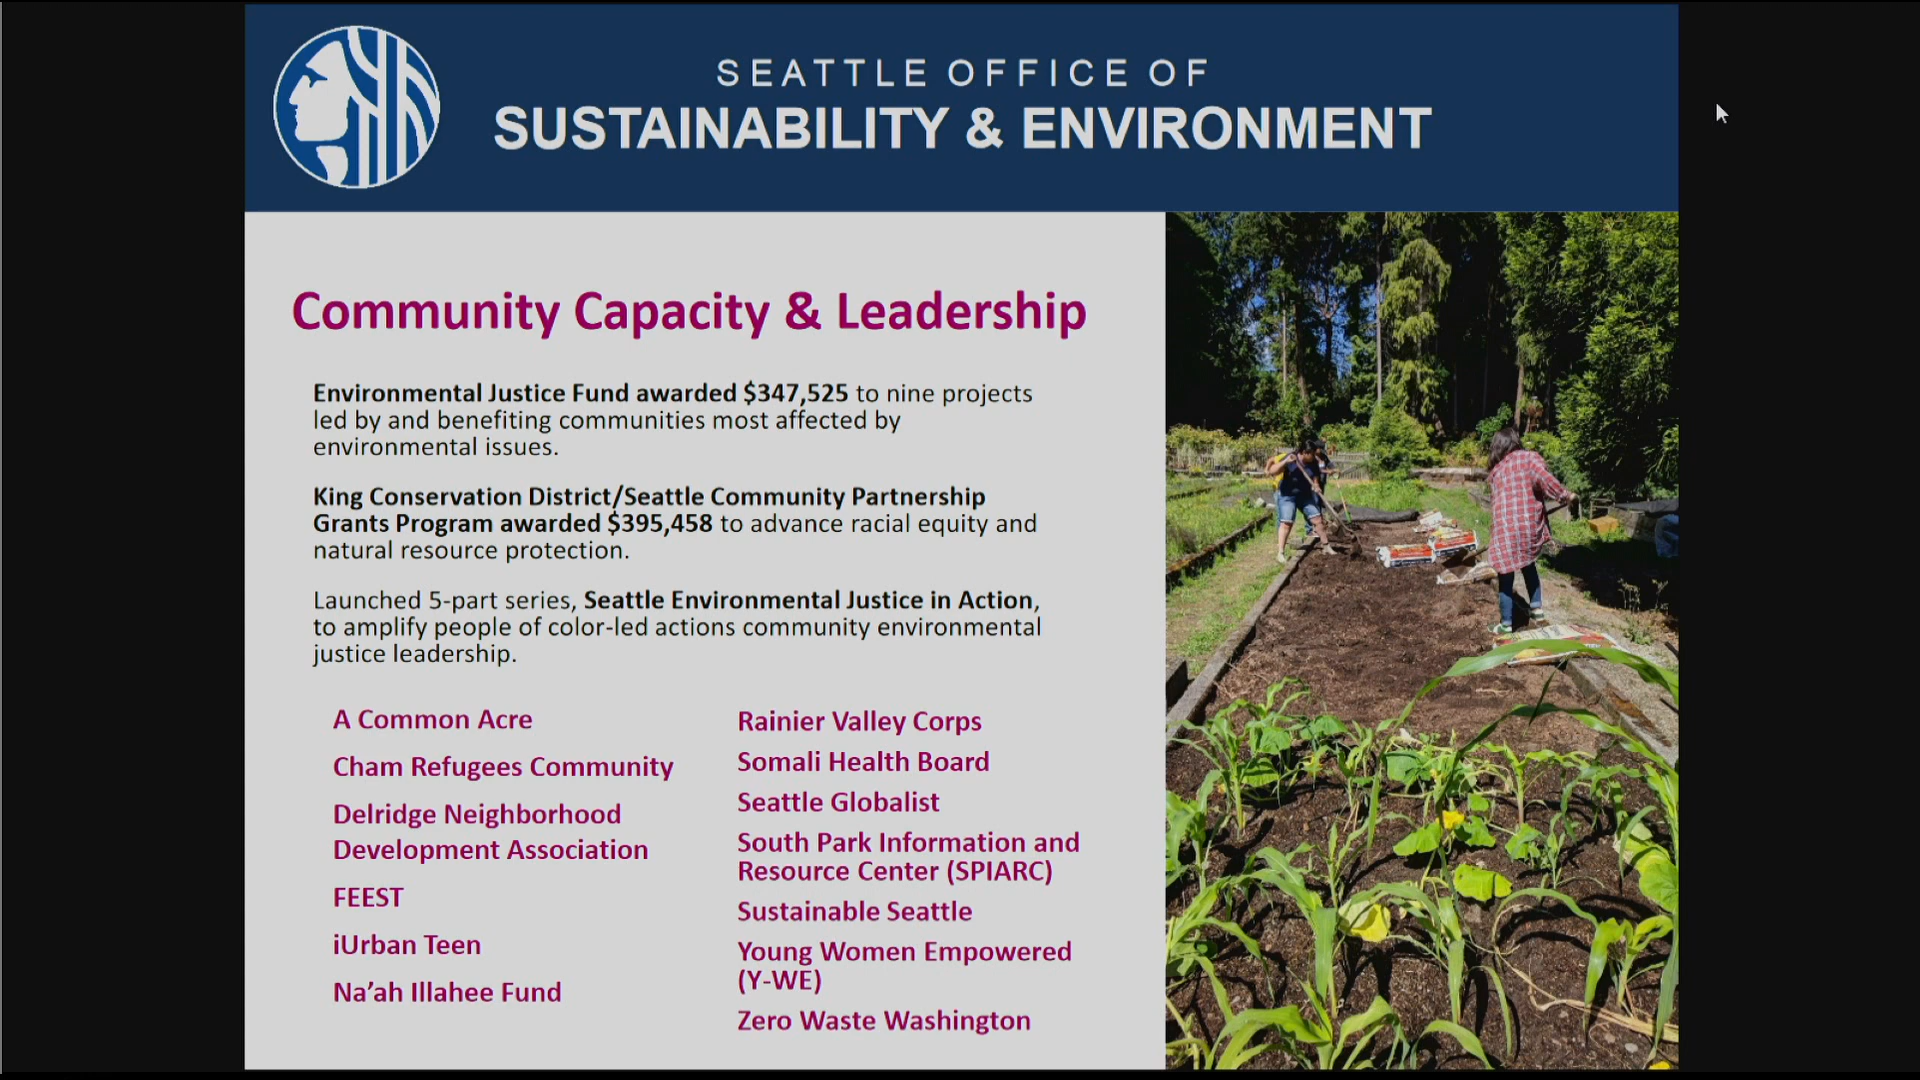 SEATTLE OFFICE OF
SUSTAINABILITY & ENVIRONMENT
Community Capacity & Leadership
Environmental Justice Fund awarded $347,525 to nine projects
led by and benefiting communities most affected by
environmental issues.
King Conservation District/Seattle Community Partnership
Grants Program awarded $395,458 to advance racial equity and
natural resource protection.
Launched 5-part series, Seattle Environmental Justice in Action,
to amplify people of color-led actions community environmental
justice leadership.
A Common Acre
Cham Refugees Community
Delridge Neighborhood
Development Association
FEEST
iUrban Teen
Na’ah Illahee Fund
Rainier Valley Corps
Somali Health Board
Seattle Globalist
South Park Information and
Resource Center (SPIARC)
Sustainable Seattle
Young Women Empowered
(Y-WE)
Zero Waste Washington